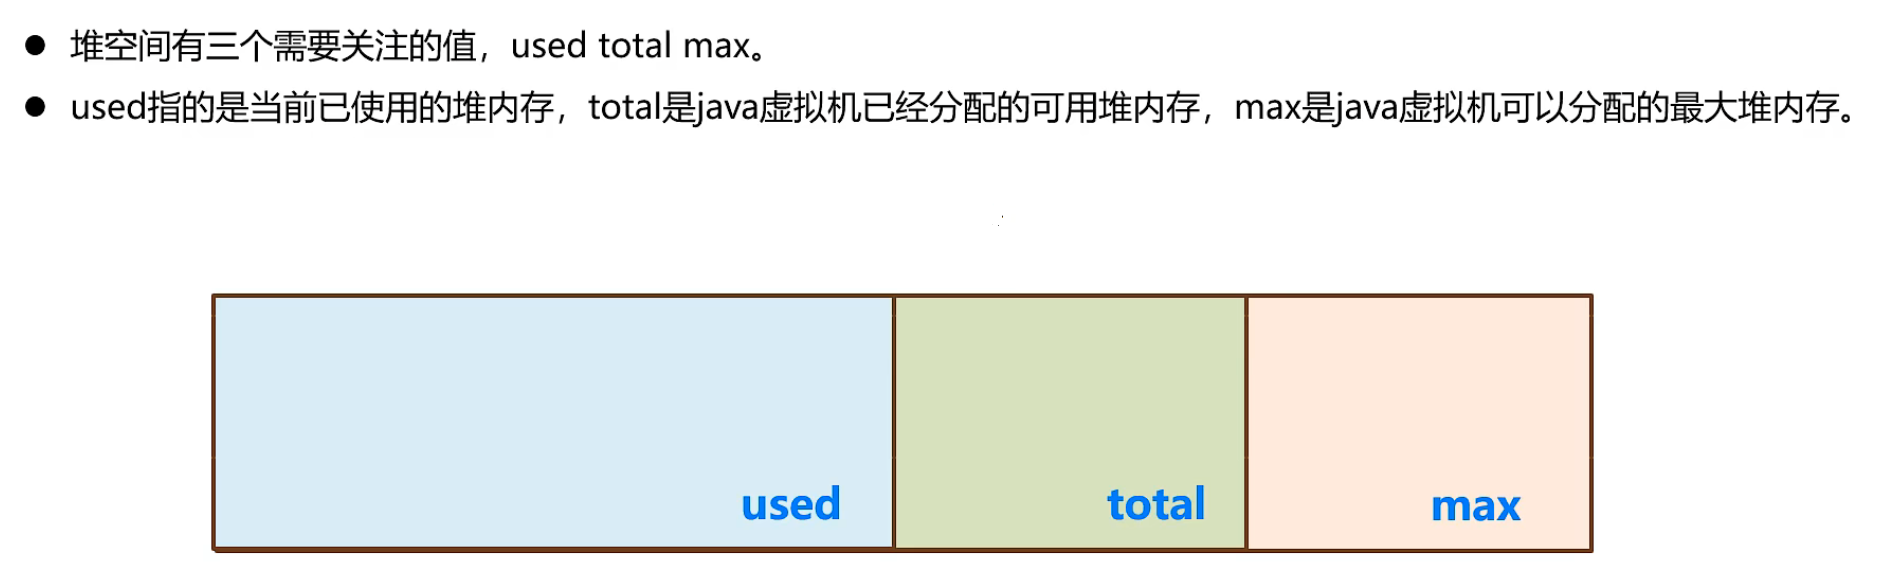 ● 堆空间有三个需要关注的值，used total max。
● used指的是当前已使用的堆内存，total是java虚拟机已经分配的可用堆内存，max是java虚拟机可以分配的最大堆内存。
used total max